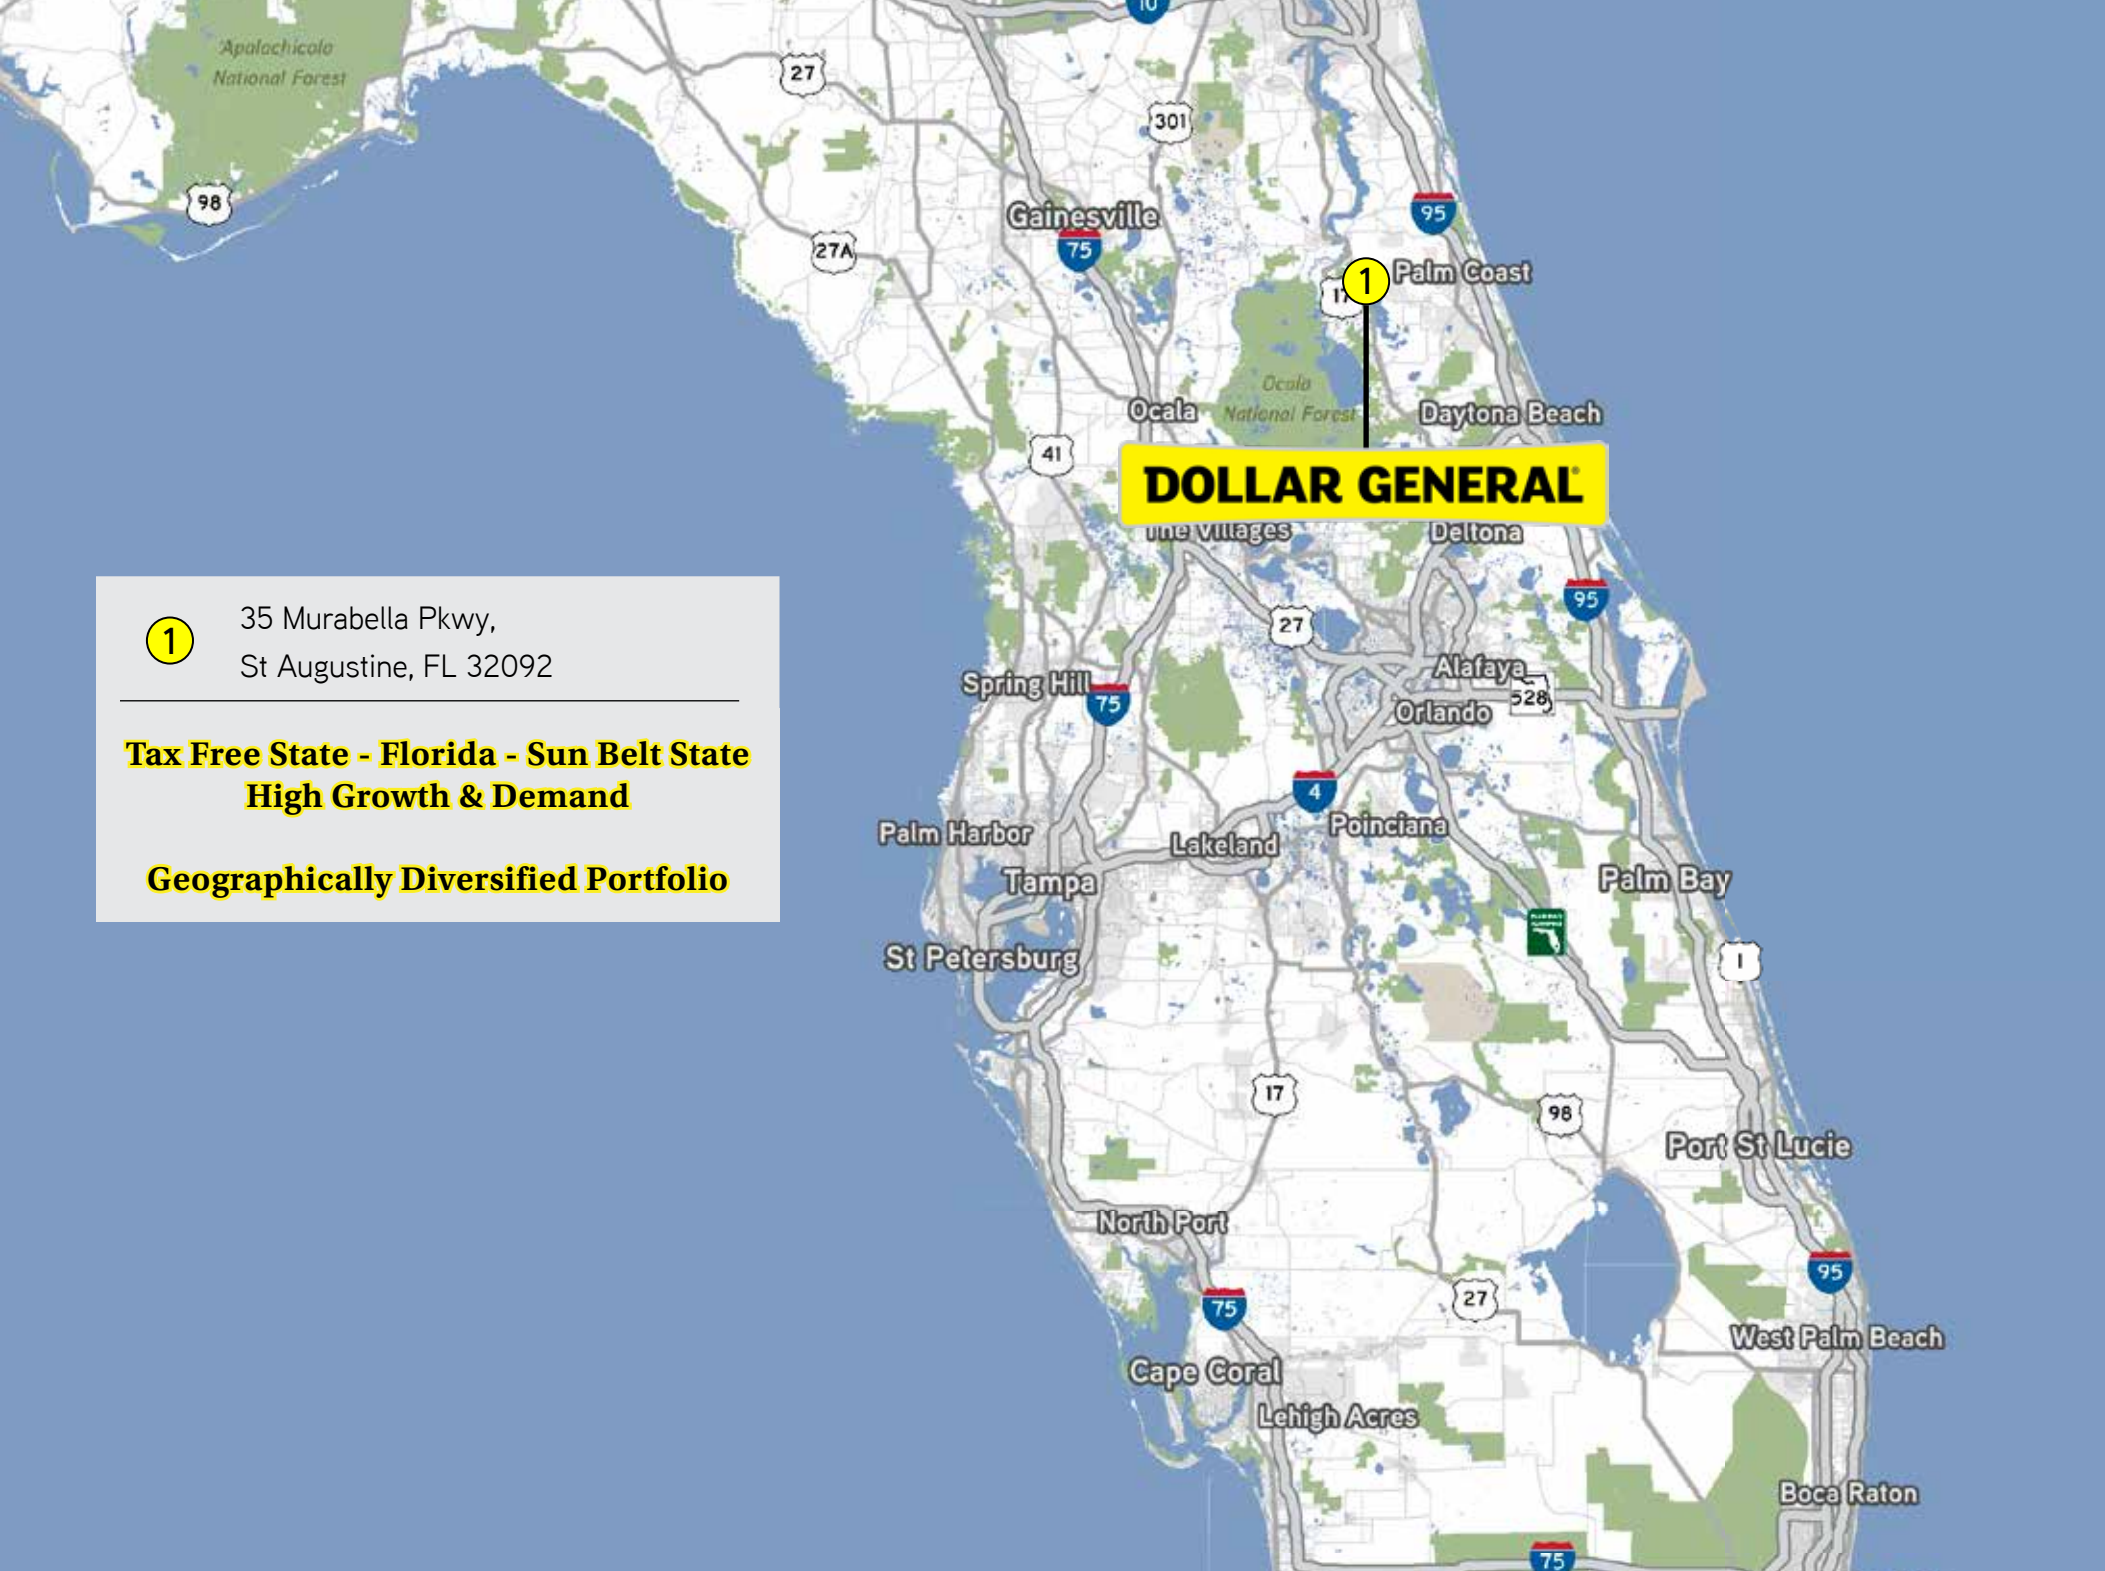 10
Apalachicola
National Forest
27
301
98
Gainesville
95
27A
75
Palm Coast
1
17
Ocala
National Forest
Ocala
Daytona Beach
41
DOLLAR GENERAL®
The Villages
Deltona
95
27
1
35 Murabella Pkwy,
St Augustine, FL 32092
Tax Free State - Florida - Sun Belt State
High Growth & Demand
Geographically Diversified Portfolio
Alafaya
Spring Hill
75
528
Orlando
4
Palm Harbor
Lakeland
Poinciana
Tampa
Palm Bay
St Petersburg
1
17
98
Port St Lucie
North Port
95
27
75
West Palm Beach
Cape Coral
Lehigh Acres
Boca Raton
75